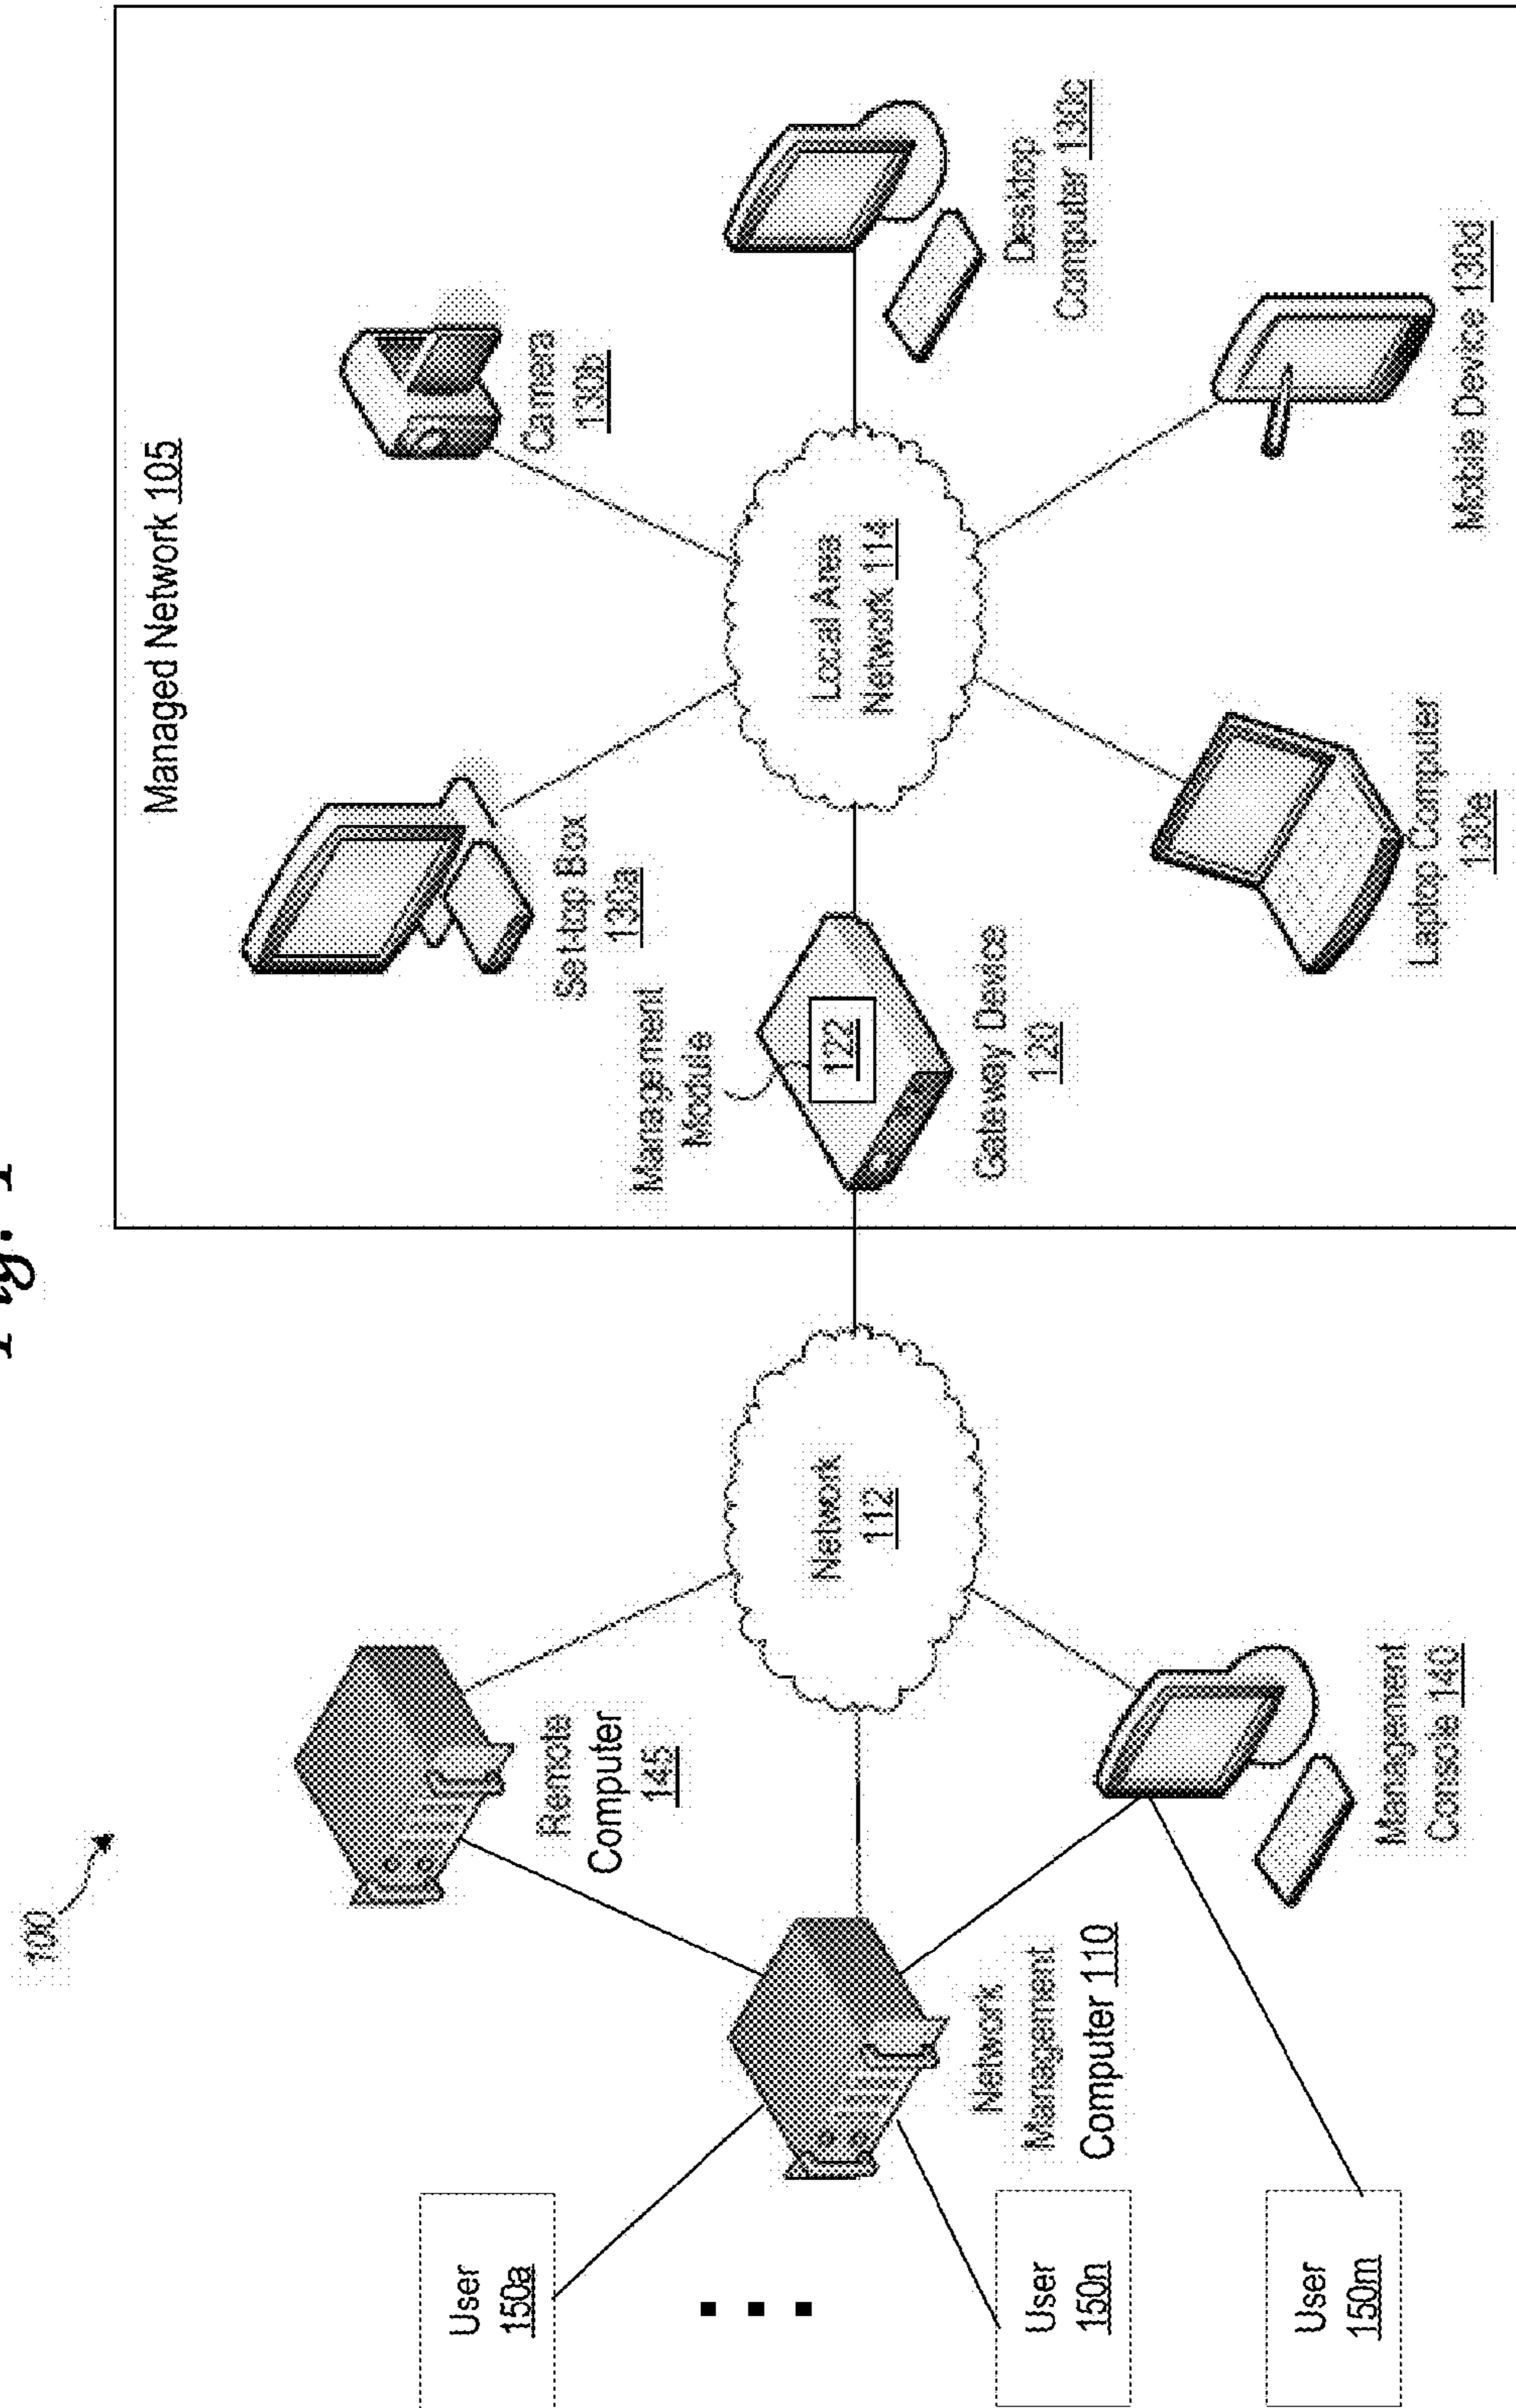 Fig. 1
100
Managed Network 105
Remote
Computer
145
Set-top Box
130a
Camera
130b
Management
Module
122
User
150a
Network
112
Local Area
Network 114
Gateway Device
120
Desktop
Computer 130c
Network
Management
Computer 110
User
150n
Management
Console 140
Laptop Computer
130e
Mobile Device 130d
User
150m